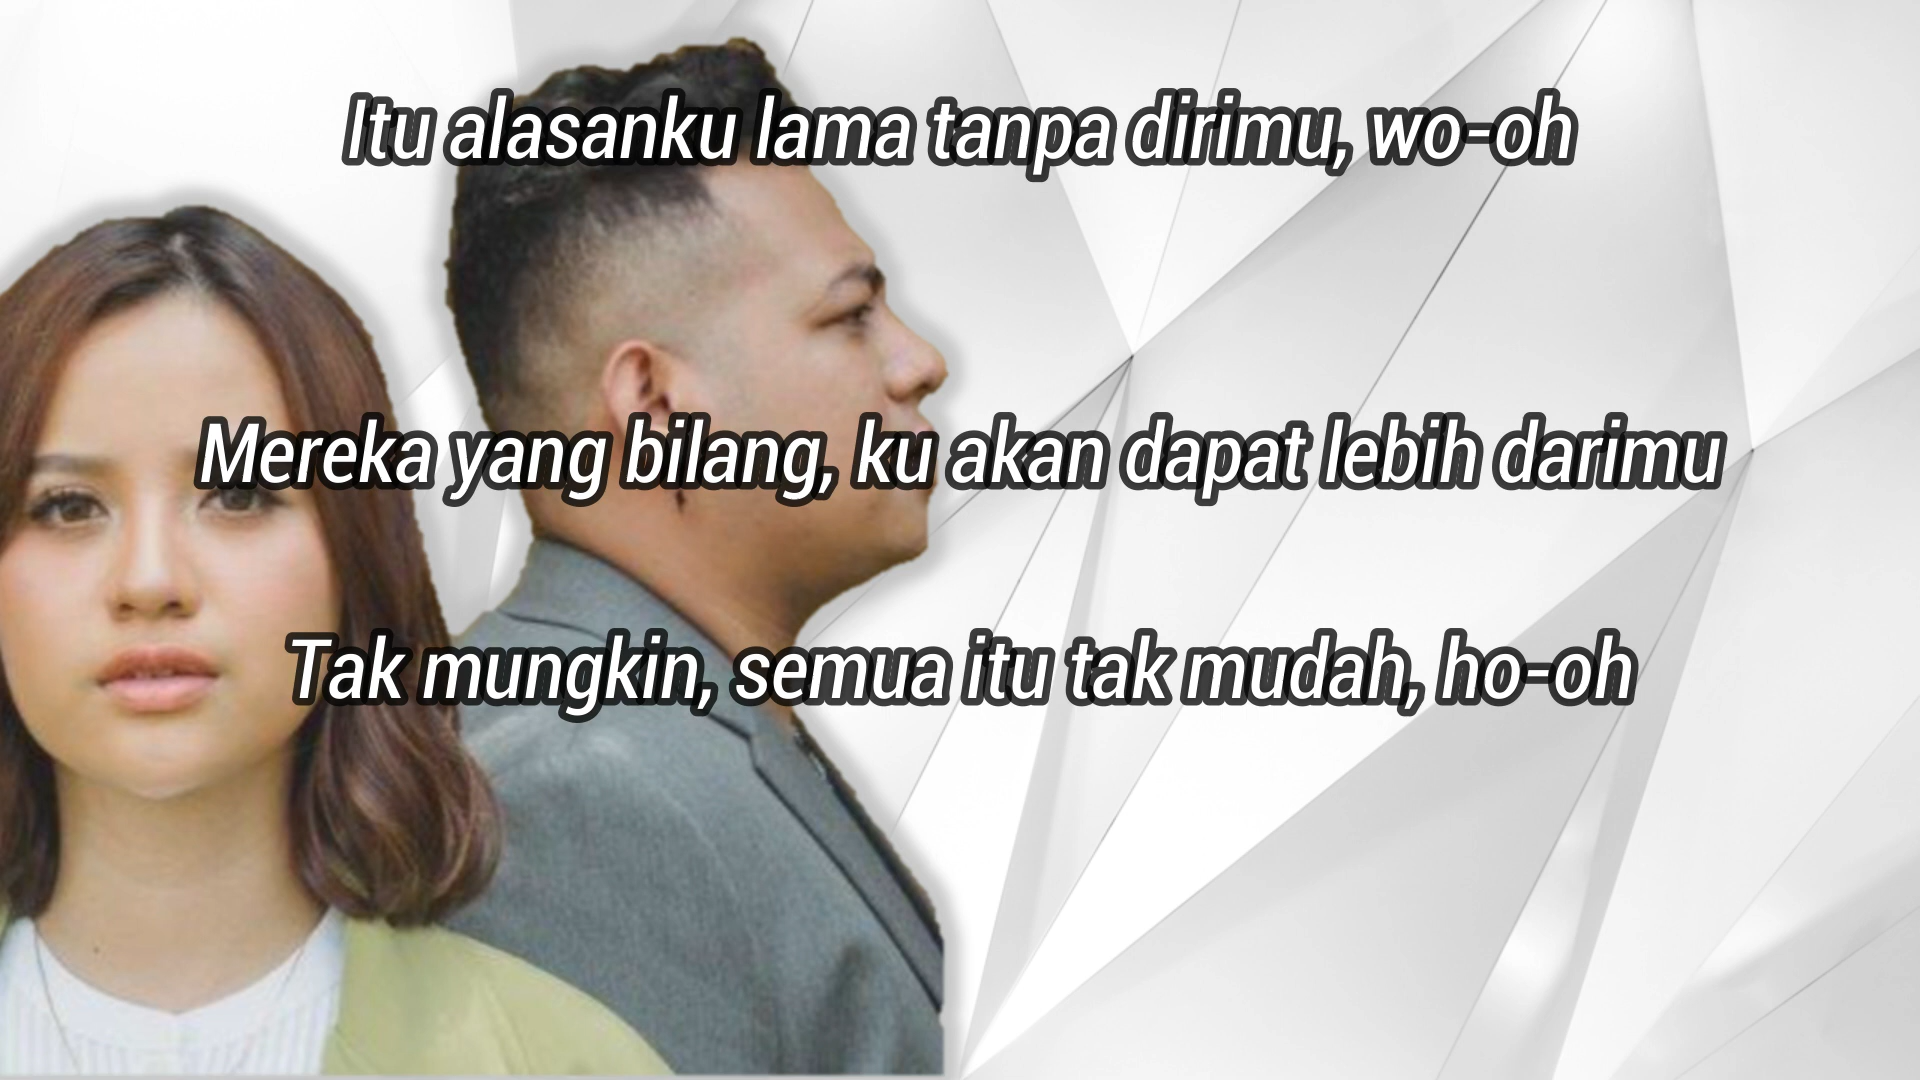 Itu alasanku lama tanpa dirimu, wo-oh
Mereka yang bilang, ku akan dapat lebih darimu
Tak mungkin, semua itu tak mudah, ho-oh